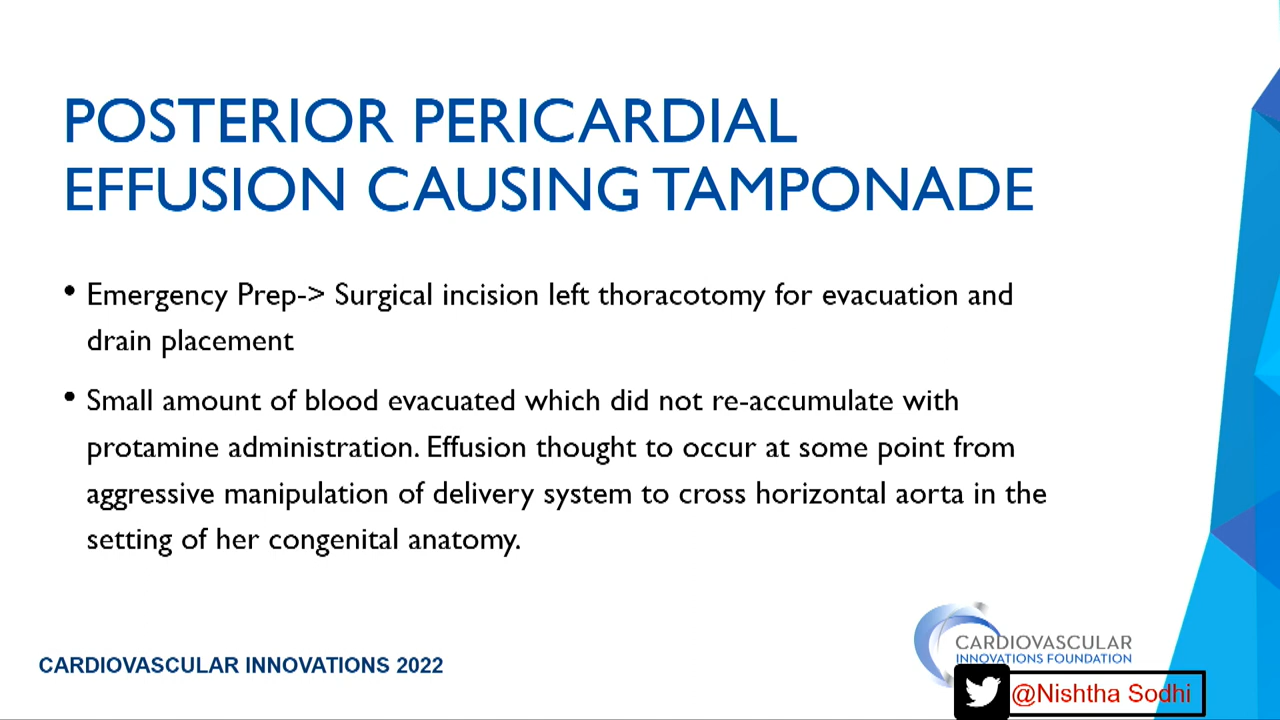 POSTERIOR PERICARDIAL
EFFUSION CAUSING TAMPONADE
• Emergency Prep-> Surgical incision left thoracotomy for evacuation and
drain placement
• Small amount of blood evacuated which did not re-accumulate with
protamine administration. Effusion thought to occur at some point from
aggressive manipulation of delivery system to cross horizontal aorta in the
setting of her congenital anatomy.
CARDIOVASCULAR
INNOVATIONS FOUNDATION
CARDIOVASCULAR INNOVATIONS 2022
@Nishtha Sodhi